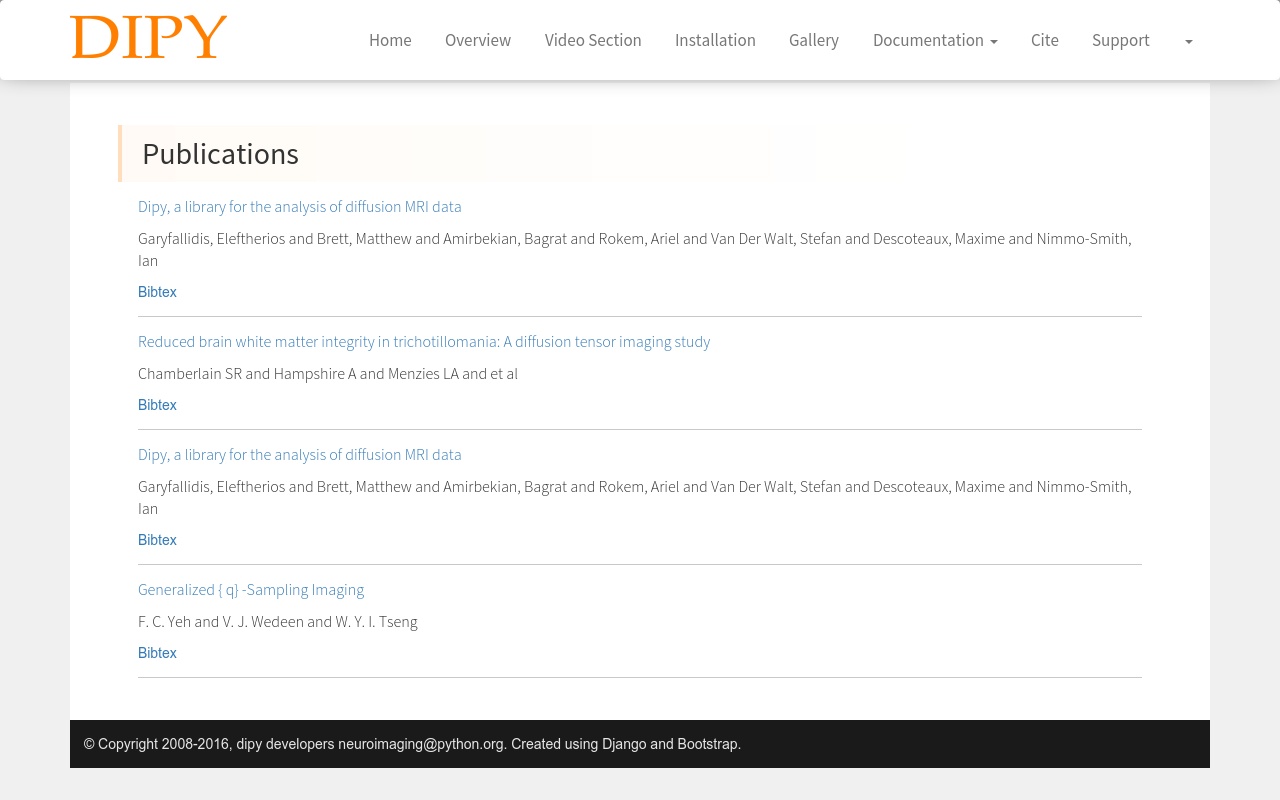 DIPY
Home Overview Video Section Installation Gallery Documentation Cite Support
Publications
Dipy, a library for the analysis of diffusion MRI data
Garyfallidis, Eleftherios and Brett, Matthew and Amirbekian, Bagrat and Rokem, Ariel and Van Der Walt, Stefan and Descoteaux, Maxime and Nimmo-Smith,
Ian
Bibtex
Reduced brain white matter integrity in trichotillomania: A diffusion tensor imaging study
Chamberlain SR and Hampshire A and Menzies LA and et al
Bibtex
Dipy, a library for the analysis of diffusion MRI data
Garyfallidis, Eleftherios and Brett, Matthew and Amirbekian, Bagrat and Rokem, Ariel and Van Der Walt, Stefan and Descoteaux, Maxime and Nimmo-Smith,
Ian
Bibtex
Generalized { q} -Sampling Imaging
F. C. Yeh and V. J. Wedeen and W. Y. I. Tseng
Bibtex
© Copyright 2008-2016, dipy developers neuroimaging@python.org. Created using Django and Bootstrap.